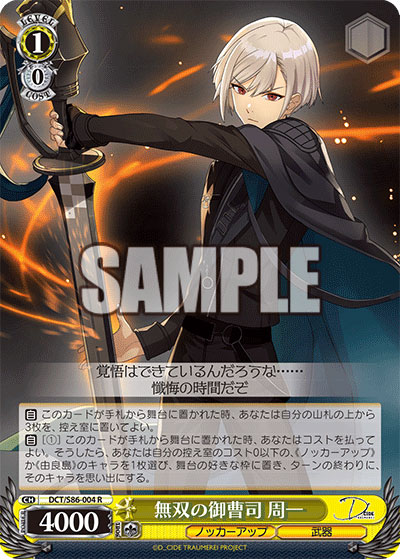 LEVEL
1
0
COST
SAMPLE
覚悟はできているんだろうな……
懺悔の時間だぞ
自 このカードが手札から舞台に置かれた時、あなたは自分の山札の上から
3枚を、控え室に置いてよい。
自 [①] このカードが手札から舞台に置かれた時、あなたはコストを払って
よい。そうしたら、あなたは自分の控え室のコスト0以下の、《ノッカーアップ》
か《由良島》のキャラを1枚選び、舞台の好きな枠に置き、ターンの終わりに、
そのキャラを思い出にする。
CH DCT/S86-004 R
4000
無双の御曹司 周一
ノッカーアップ 武器
D_CIDE
©D_CIDE TRAUMEREI PROJECT